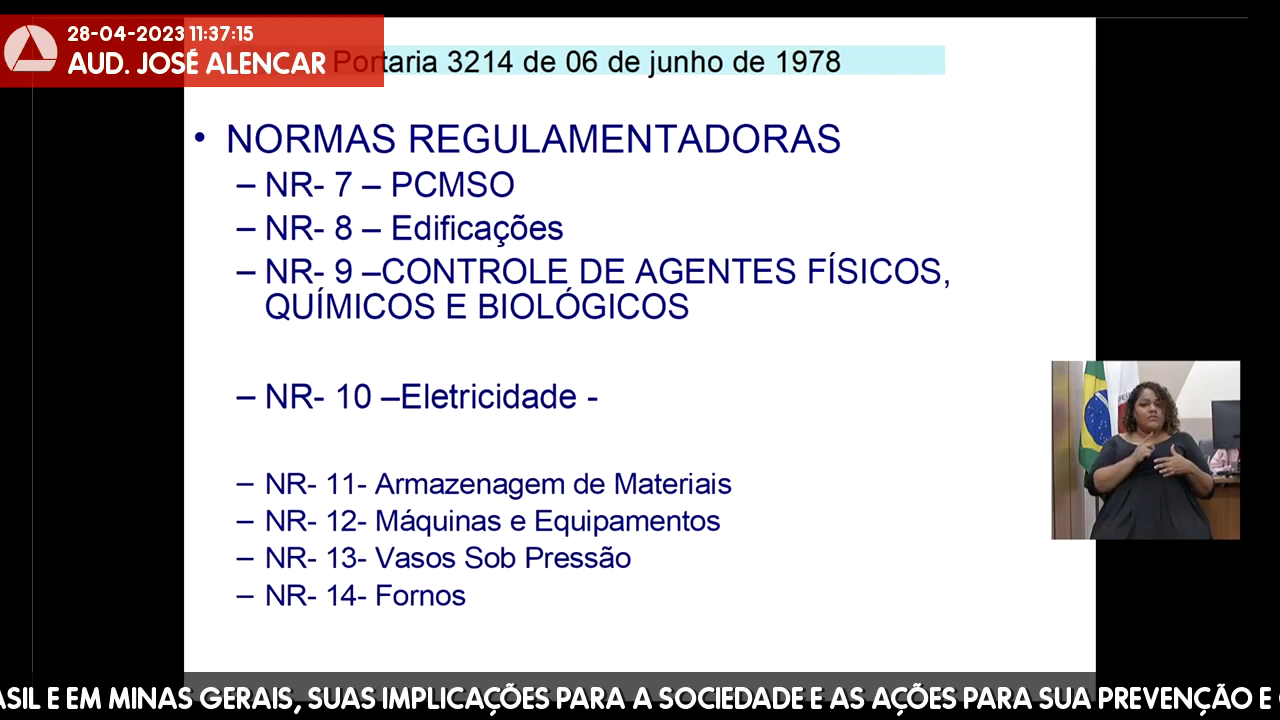 28-04-2023 11:37:15
AUD. JOSÉ ALENCAR
Portaria 3214 de 06 de junho de 1978
• NORMAS REGULAMENTADORAS
– NR- 7 – PCMSO
– NR- 8 – Edificações
– NR- 9 –CONTROLE DE AGENTES FÍSICOS,
QUÍMICOS E BIOLÓGICOS
– NR- 10 –Eletricidade -
– NR- 11- Armazenagem de Materiais
– NR- 12- Máquinas e Equipamentos
– NR- 13- Vasos Sob Pressão
– NR- 14- Fornos
ASIL E EM MINAS GERAIS, SUAS IMPLICAÇÕES PARA A SOCIEDADE E AS AÇÕES PARA SUA PREVENÇÃO E